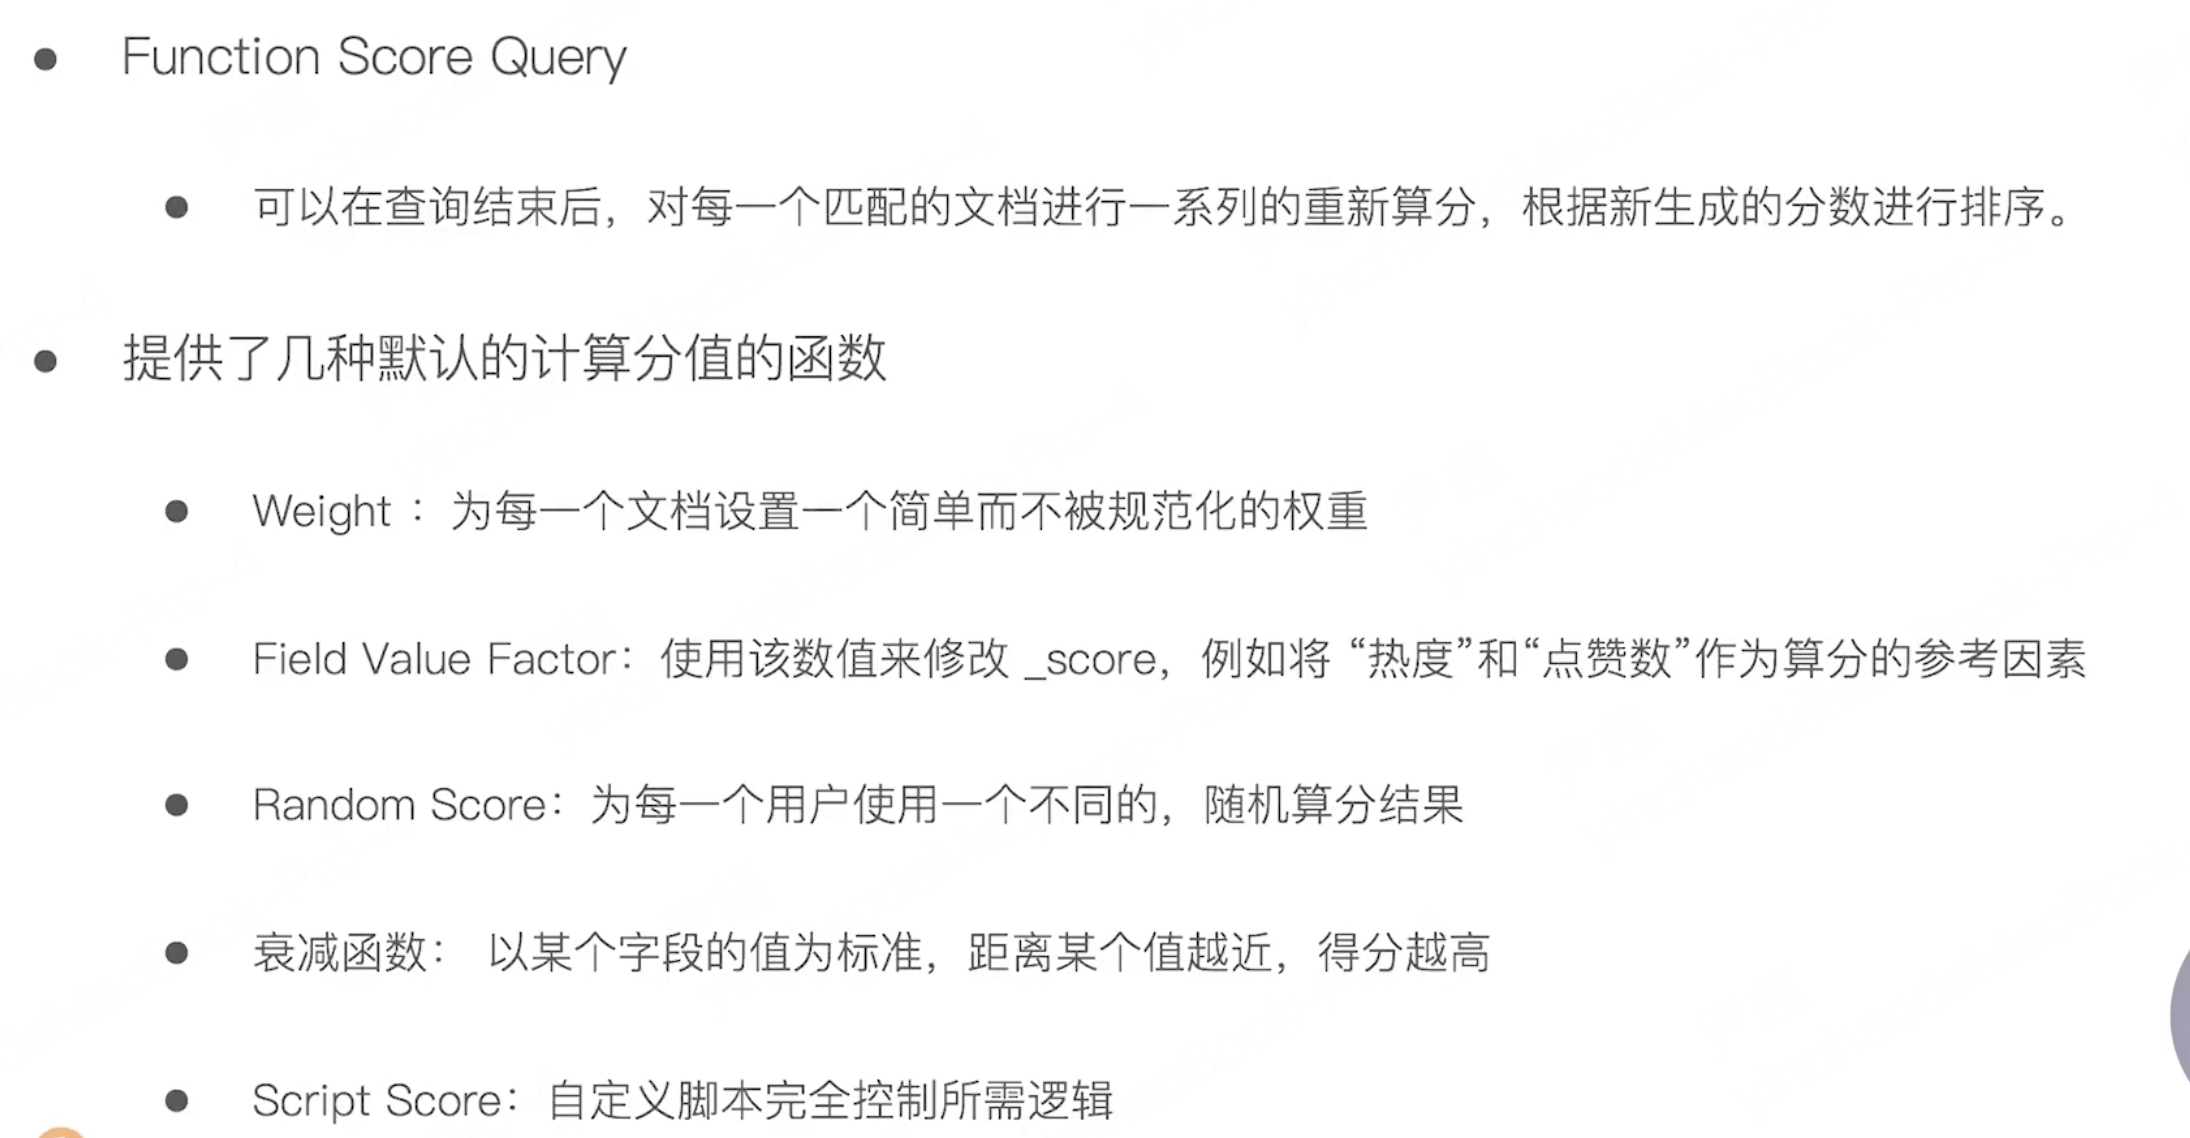 Function Score Query
可以在查询结束后，对每一个匹配的文档进行一系列的重新算分，根据新生成的分数进行排序。
提供了几种默认的计算分值的函数
Weight ：为每一个文档设置一个简单而不被规范化的权重
Field Value Factor：使用该数值来修改 _score，例如将 “热度”和“点赞数”作为算分的参考因素
Random Score：为每一个用户使用一个不同的，随机算分结果
衰减函数： 以某个字段的值为标准，距离某个值越近，得分越高
Script Score：自定义脚本完全控制所需逻辑